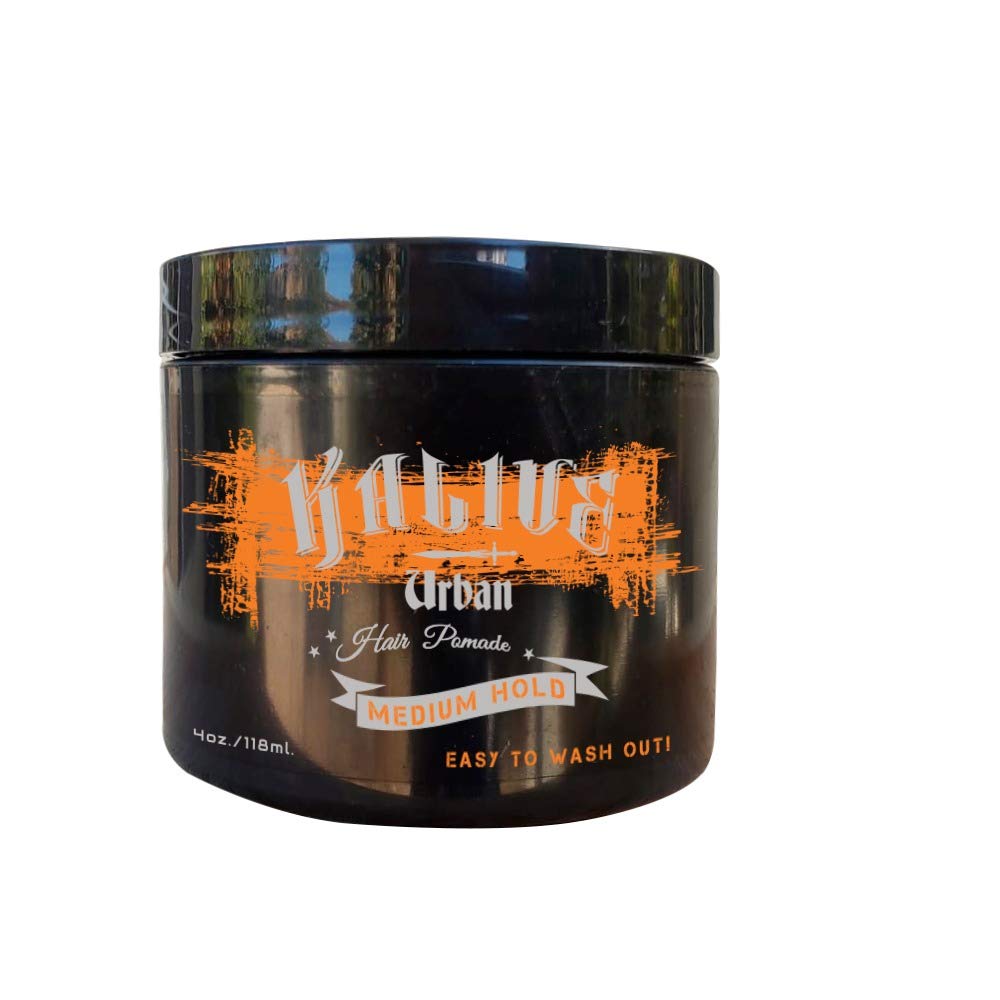 KALIVE
Urban
Hair Pomade
MEDIUM HOLD
4oz./118ml.
EASY TO WASH OUT!